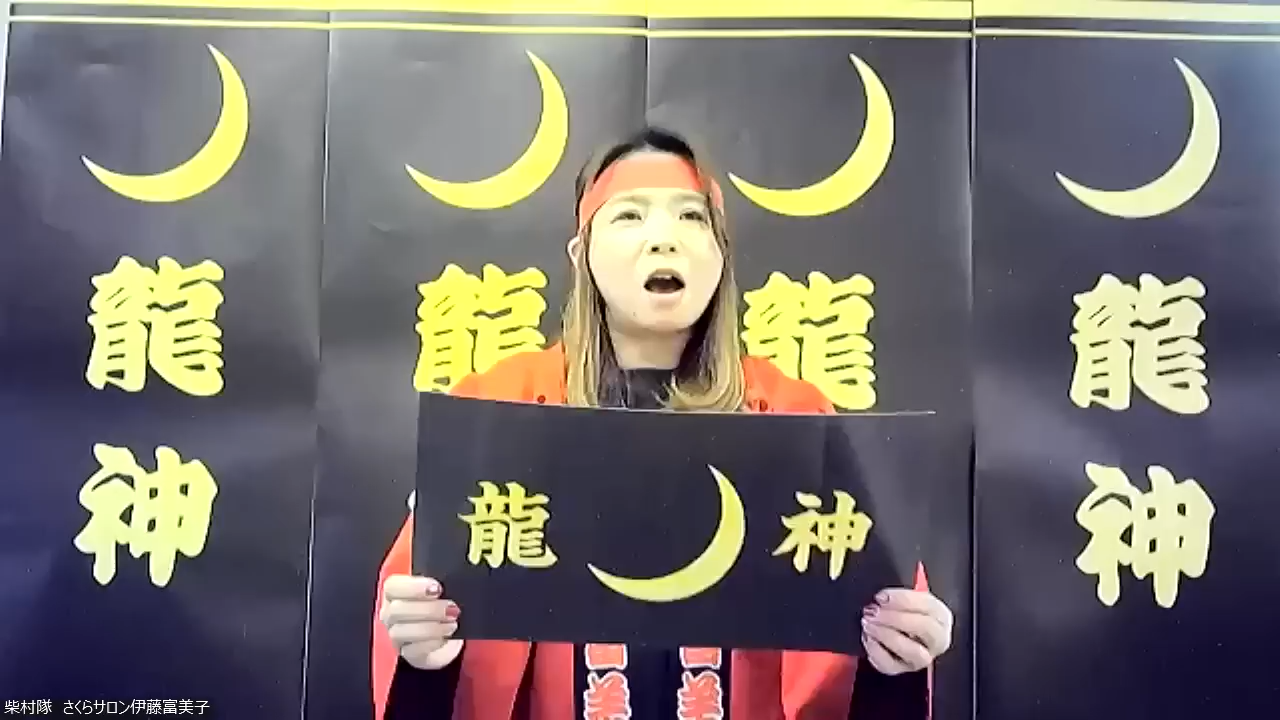 龍神
龍
龍
龍神
龍 神
柴村隊 さくらサロン伊藤富美子